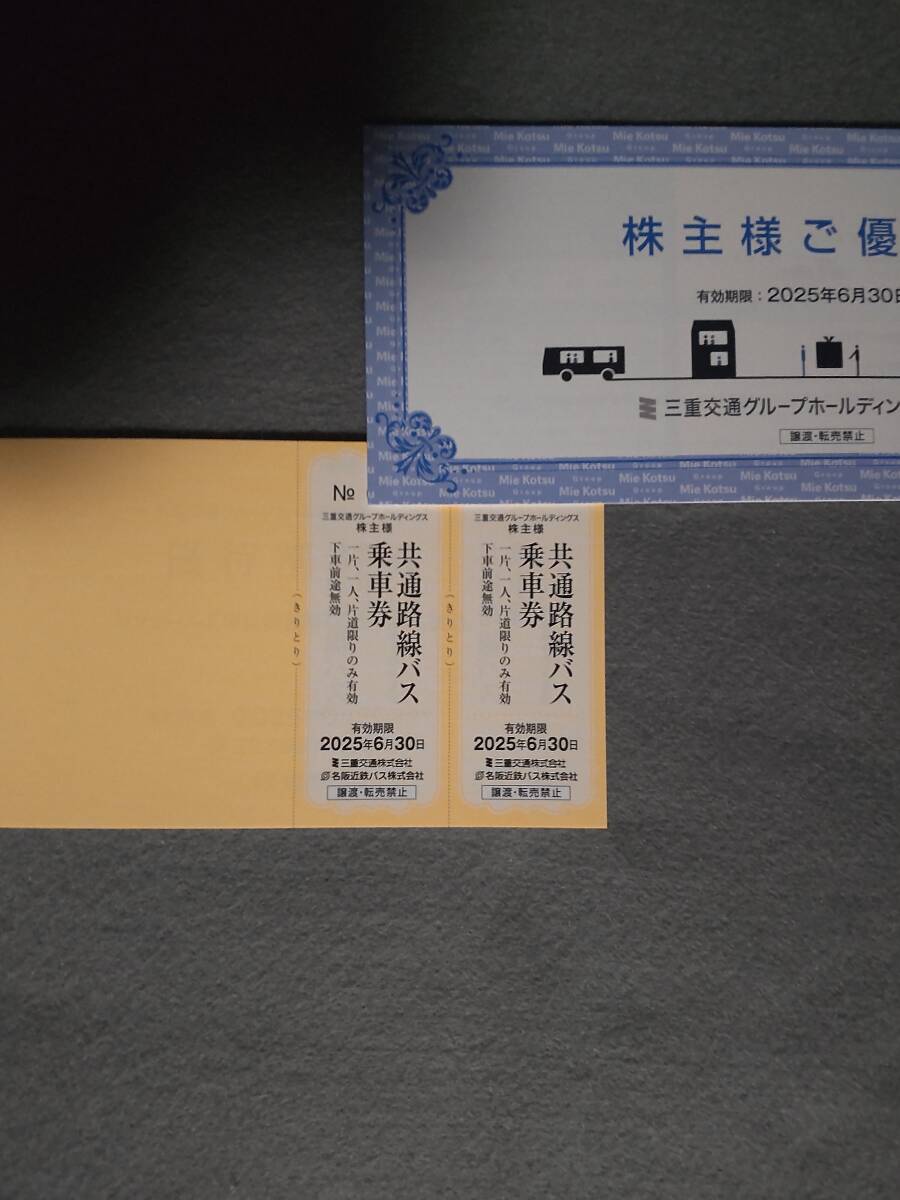 株主様ご優
有効期限：2025年6月30日
三重交通グループホールディン
譲渡・転売禁止
№
三重交通グループホールディングス
株主様
共通路線バス
乗車券
一片、一人、片道限りのみ有効
下車前途無効
有効期限
2025年6月30日
三重交通株式会社
名阪近鉄バス株式会社
譲渡・転売禁止
(きりとり)
三重交通グループホールディングス
株主様
共通路線バス
乗車券
一片、一人、片道限りのみ有効
下車前途無効
有効期限
2025年6月30日
三重交通株式会社
名阪近鉄バス株式会社
譲渡・転売禁止
(きりとり)
Mie Kotsu Group